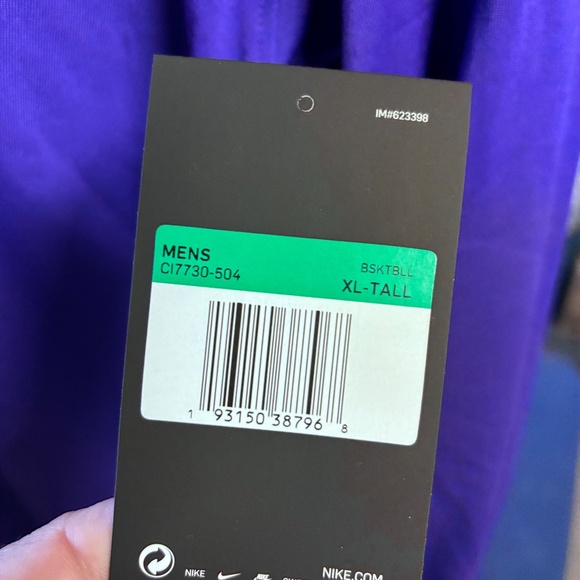 IM#623398
MENS
CI7730-504
BSKTBLL
XL-TALL
1 93150 38796 8
NIKE
NIKE.COM